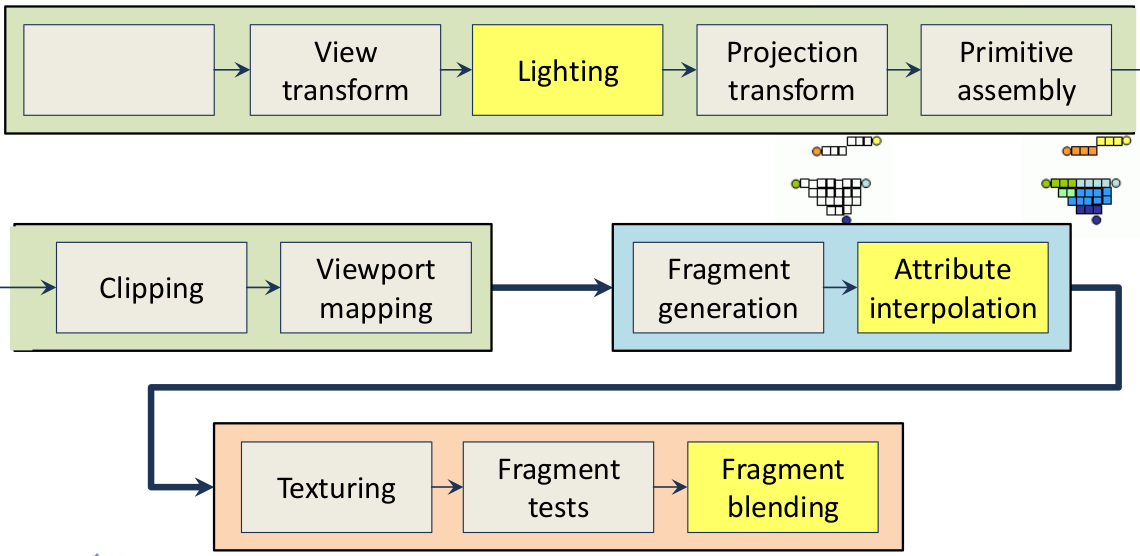 View
transform
Lighting
Projection
transform
Primitive
assembly
Clipping
Viewport
mapping
Fragment
generation
Attribute
interpolation
Texturing
Fragment
tests
Fragment
blending